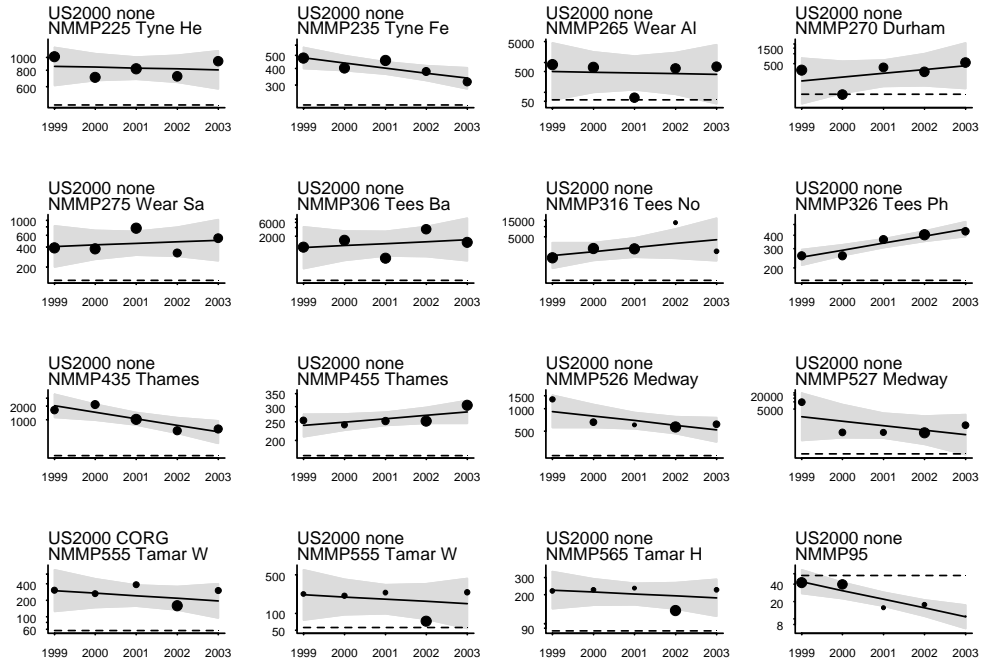 US2000 none
NMMP225 Tyne He
1000
800
600
1999 2000 2001 2002 2003
US2000 none
NMMP235 Tyne Fe
500
400
300
1999 2000 2001 2002 2003
US2000 none
NMMP265 Wear Al
5000
500
50
1999 2000 2001 2002 2003
US2000 none
NMMP270 Durham
1500
500
1999 2000 2001 2002 2003
US2000 none
NMMP275 Wear Sa
1000
600
400
200
1999 2000 2001 2002 2003
US2000 none
NMMP306 Tees Ba
6000
2000
1999 2000 2001 2002 2003
US2000 none
NMMP316 Tees No
15000
5000
1999 2000 2001 2002 2003
US2000 none
NMMP326 Tees Ph
400
300
200
1999 2000 2001 2002 2003
US2000 none
NMMP435 Thames
2000
1000
1999 2000 2001 2002 2003
US2000 none
NMMP455 Thames
350
300
250
200
1999 2000 2001 2002 2003
US2000 none
NMMP526 Medway
1500
1000
500
1999 2000 2001 2002 2003
US2000 none
NMMP527 Medway
20000
5000
1999 2000 2001 2002 2003
US2000 CORG
NMMP555 Tamar W
400
200
100
60
1999 2000 2001 2002 2003
US2000 none
NMMP555 Tamar W
500
100
50
1999 2000 2001 2002 2003
US2000 none
NMMP565 Tamar H
300
200
90
1999 2000 2001 2002 2003
US2000 none
NMMP95
40
20
8
1999 2000 2001 2002 2003